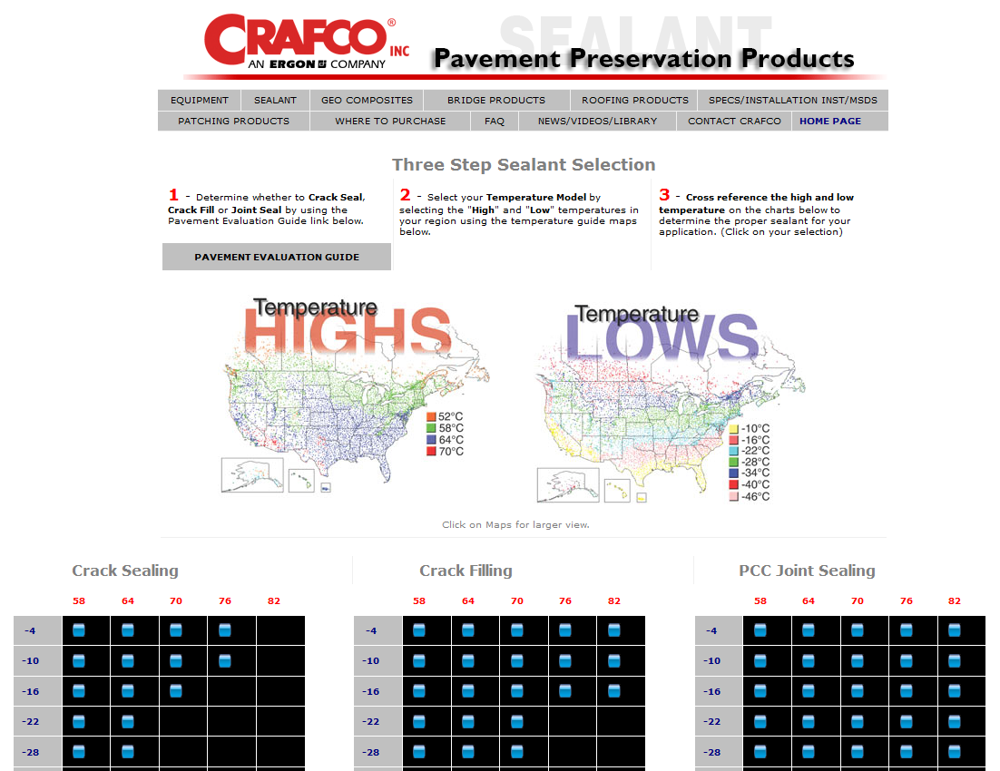 SEALANT
CRAFCO® INC
AN ERGON COMPANY
Pavement Preservation Products
EQUIPMENT SEALANT GEO COMPOSITES BRIDGE PRODUCTS ROOFING PRODUCTS SPECS/INSTALLATION INST/MSDS
PATCHING PRODUCTS WHERE TO PURCHASE FAQ NEWS/VIDEOS/LIBRARY CONTACT CRAFCO HOME PAGE
Three Step Sealant Selection
1 - Determine whether to Crack Seal,
Crack Fill or Joint Seal by using the
Pavement Evaluation Guide link below.
PAVEMENT EVALUATION GUIDE
2 - Select your Temperature Model by
selecting the "High" and "Low" temperatures in
your region using the temperature guide maps
below.
3 - Cross reference the high and low
temperature on the charts below to
determine the proper sealant for your
application. (Click on your selection)
Temperature
HIGHS
52°C
58°C
64°C
70°C
Temperature
LOWS
-10°C
-16°C
-22°C
-28°C
-34°C
-40°C
-46°C
Click on Maps for larger view.
Crack Sealing
58 64 70 76 82
-4
-10
-16
-22
-28
Crack Filling
58 64 70 76 82
-4
-10
-16
-22
-28
PCC Joint Sealing
58 64 70 76 82
-4
-10
-16
-22
-28